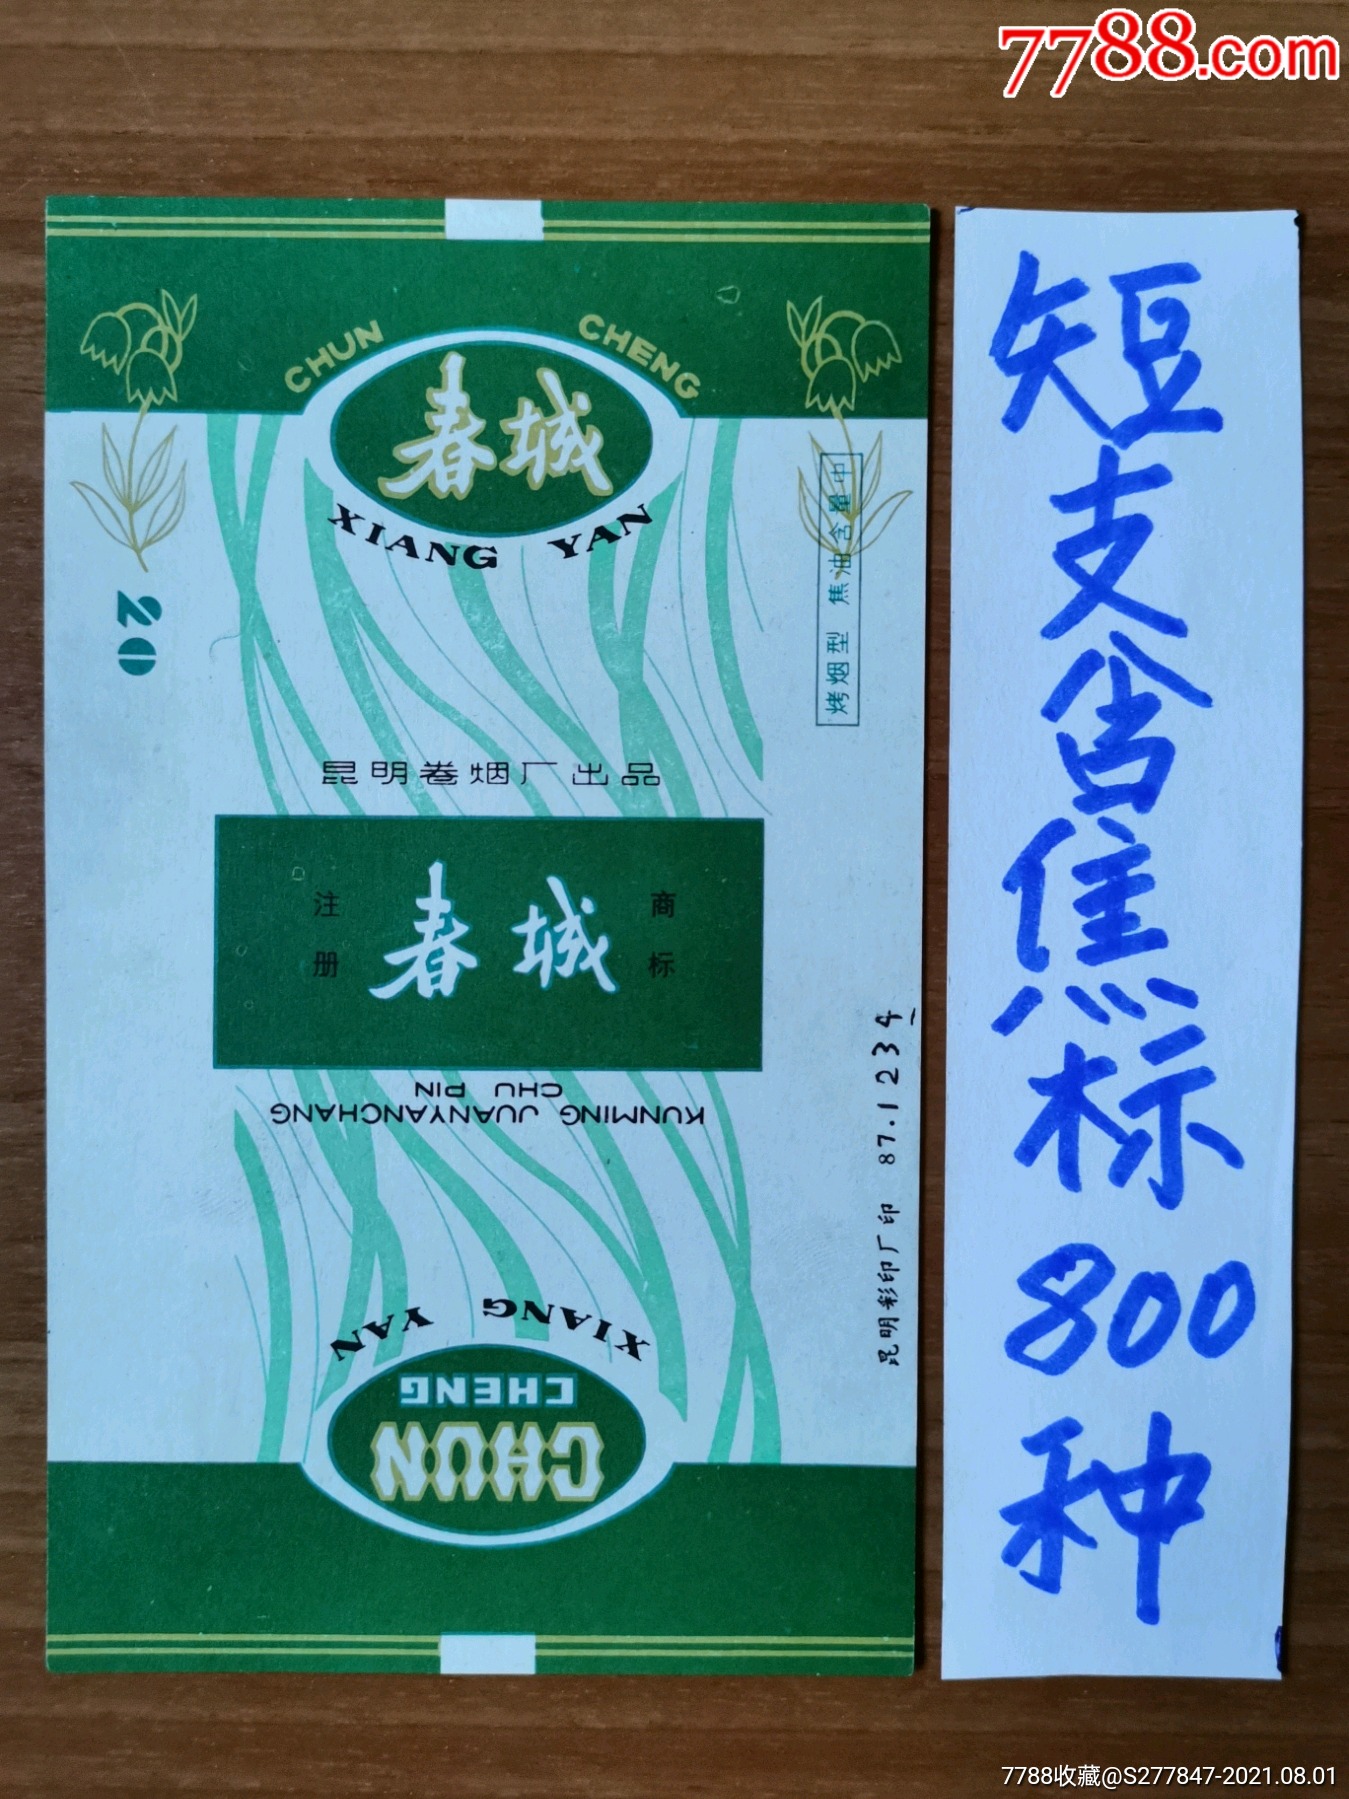 7788.com
CHUN CHENG
春城
XIANG YAN
20
烤烟型 焦油含量中
昆明卷烟厂出品
注册
春城
商标
KUNMING JUANYANCHANG
CHU PIN
XIANG YAN
CHUN
CHENG
昆明彩印厂印 87.1234
短支含焦标800种
7788收藏@S277847-2021.08.01